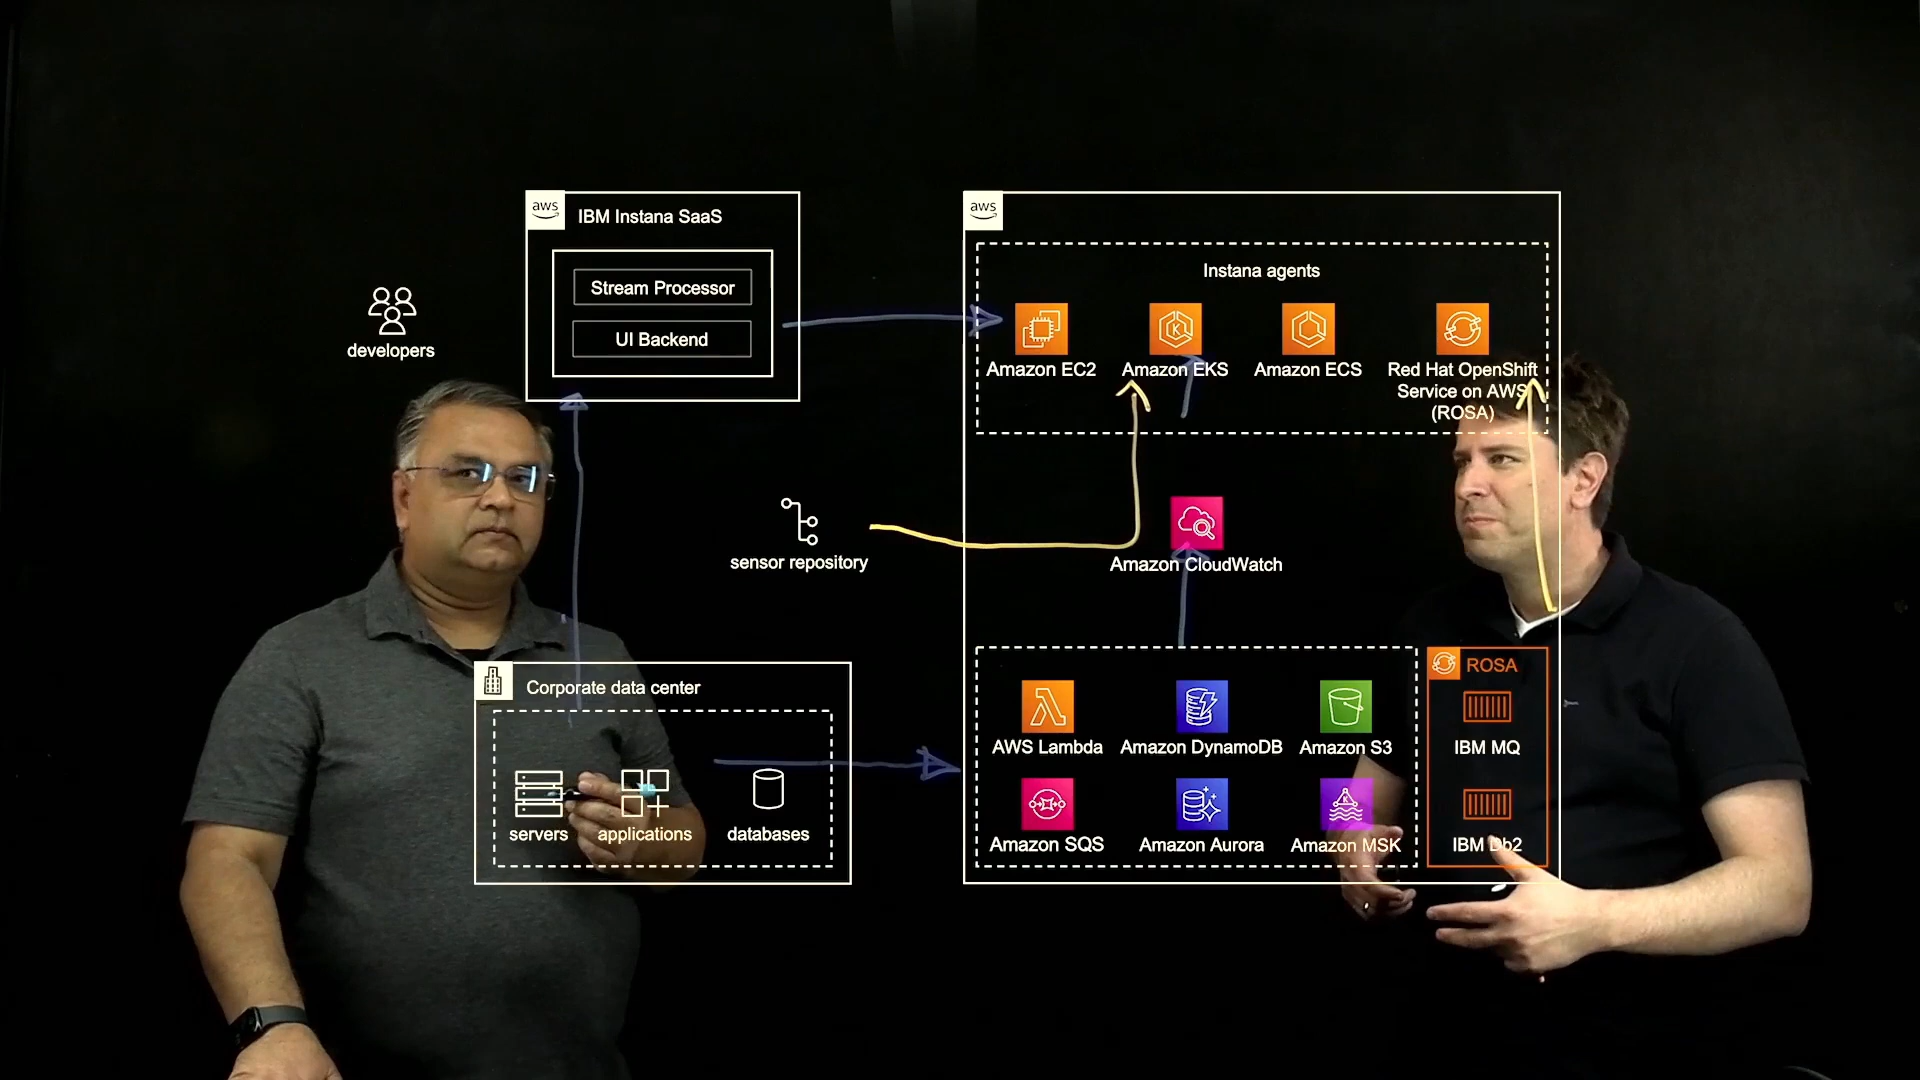 aws
IBM Instana SaaS
Stream Processor
UI Backend
developers
sensor repository
Corporate data center
servers
applications
databases
aws
Instana agents
Amazon EC2
Amazon EKS
Amazon ECS
Red Hat OpenShift
Service on AWS
(ROSA)
Amazon CloudWatch
AWS Lambda
Amazon DynamoDB
Amazon S3
Amazon SQS
Amazon Aurora
Amazon MSK
ROSA
IBM MQ
IBM Db2